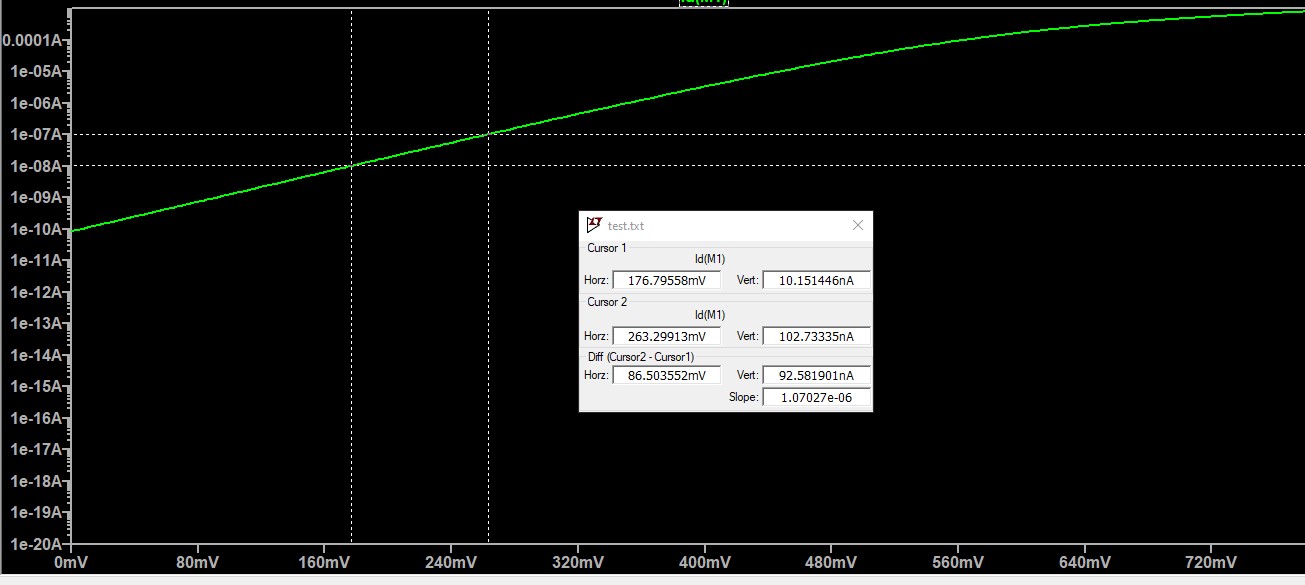 0.0001A
1e-05A
1e-06A
1e-07A
1e-08A
1e-09A
1e-10A
1e-11A
1e-12A
1e-13A
1e-14A
1e-15A
1e-16A
1e-17A
1e-18A
1e-19A
1e-20A
0mV 80mV 160mV 240mV 320mV 400mV 480mV 560mV 640mV 720mV
test.txt
Cursor 1
Id(M1)
Horz: 176.79558mV Vert: 10.151446nA
Cursor 2
Id(M1)
Horz: 263.29913mV Vert: 102.73335nA
Diff (Cursor2 - Cursor1)
Horz: 86.503552mV Vert: 92.581901nA
Slope: 1.07027e-06